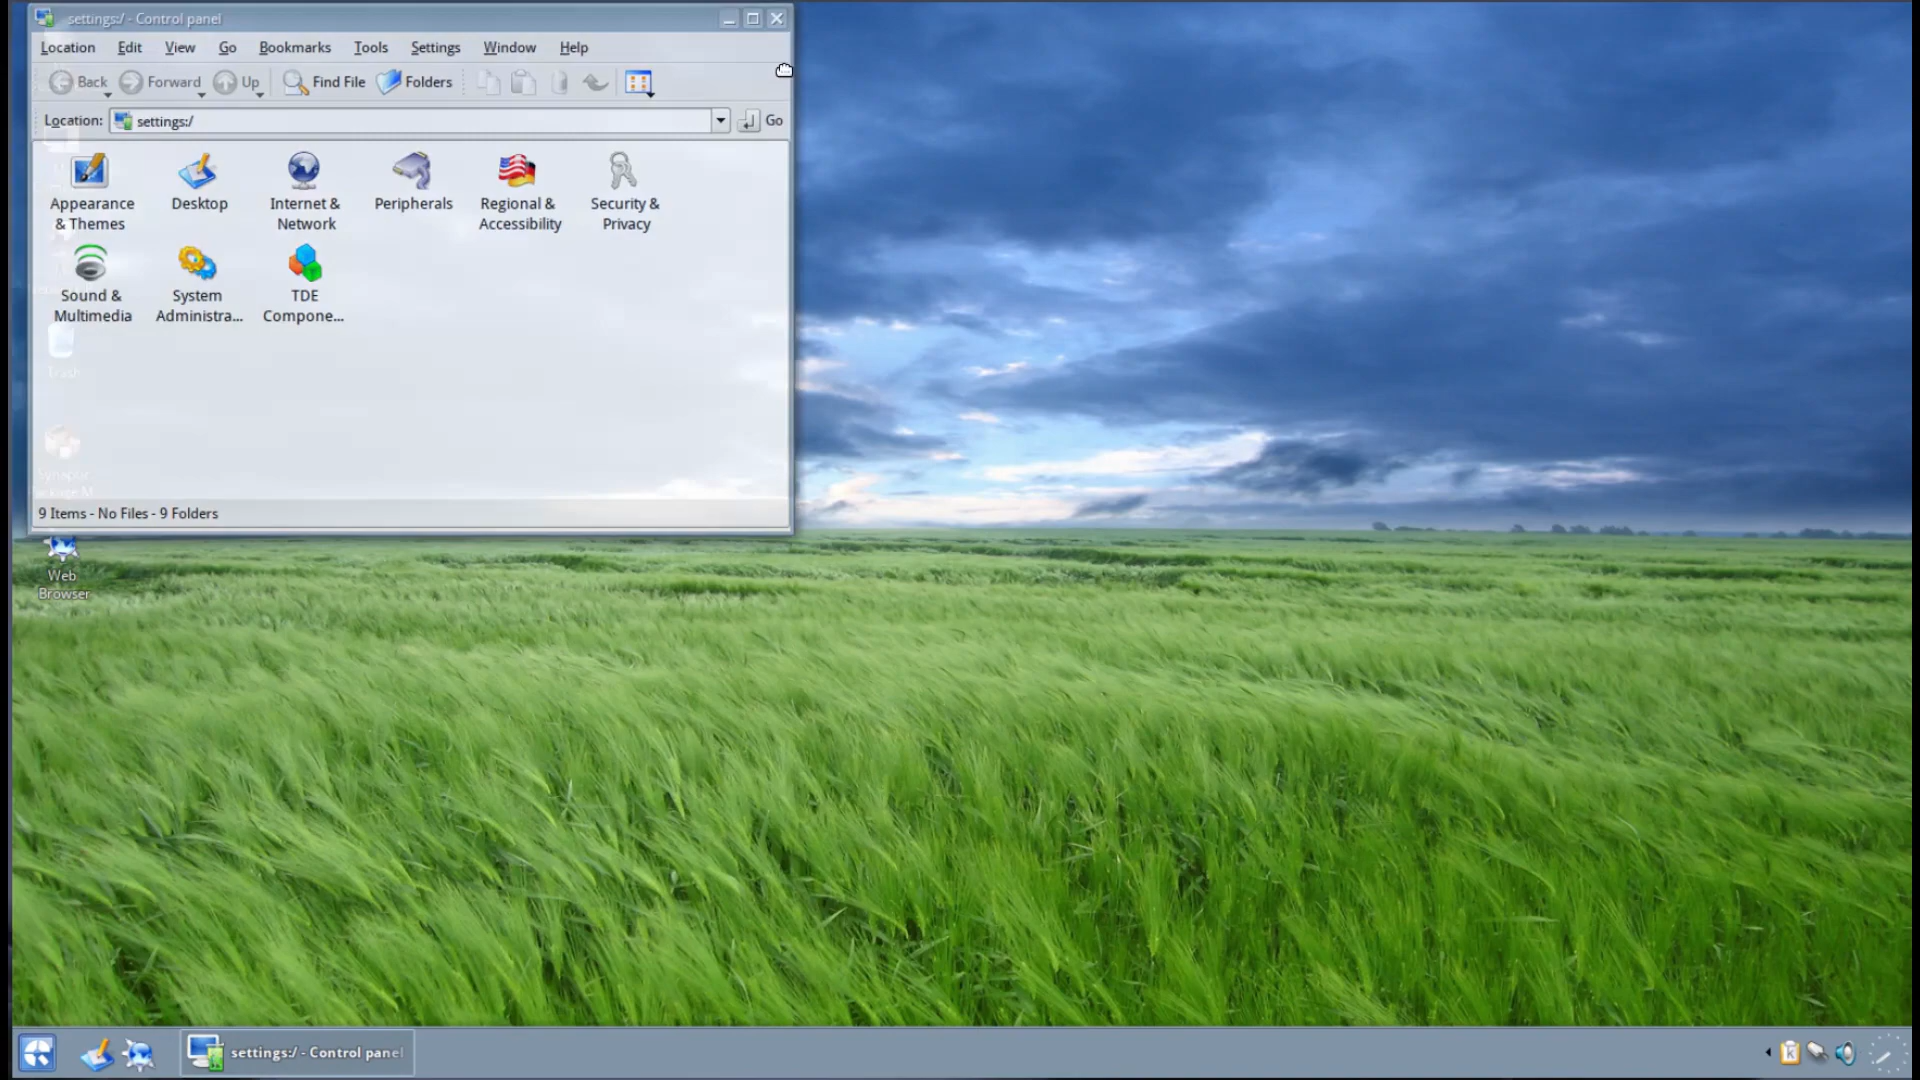 settings:/ - Control panel
Location Edit View Go Bookmarks Tools Settings Window Help
Back Forward Up Find File Folders
Location: settings:/ Go
Appearance & Themes
Desktop
Internet & Network
Peripherals
Regional & Accessibility
Security & Privacy
Sound & Multimedia
System Administra...
TDE Compone...
Trash
9 Items - No Files - 9 Folders
Web
Browser
settings:/ - Control panel